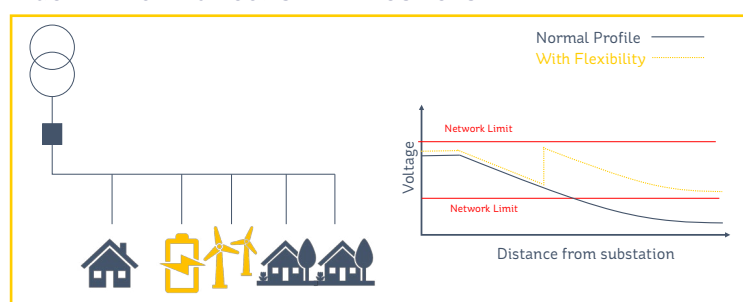 Normal Profile
With Flexibility
Network Limit
Voltage
Network Limit
Distance from substation